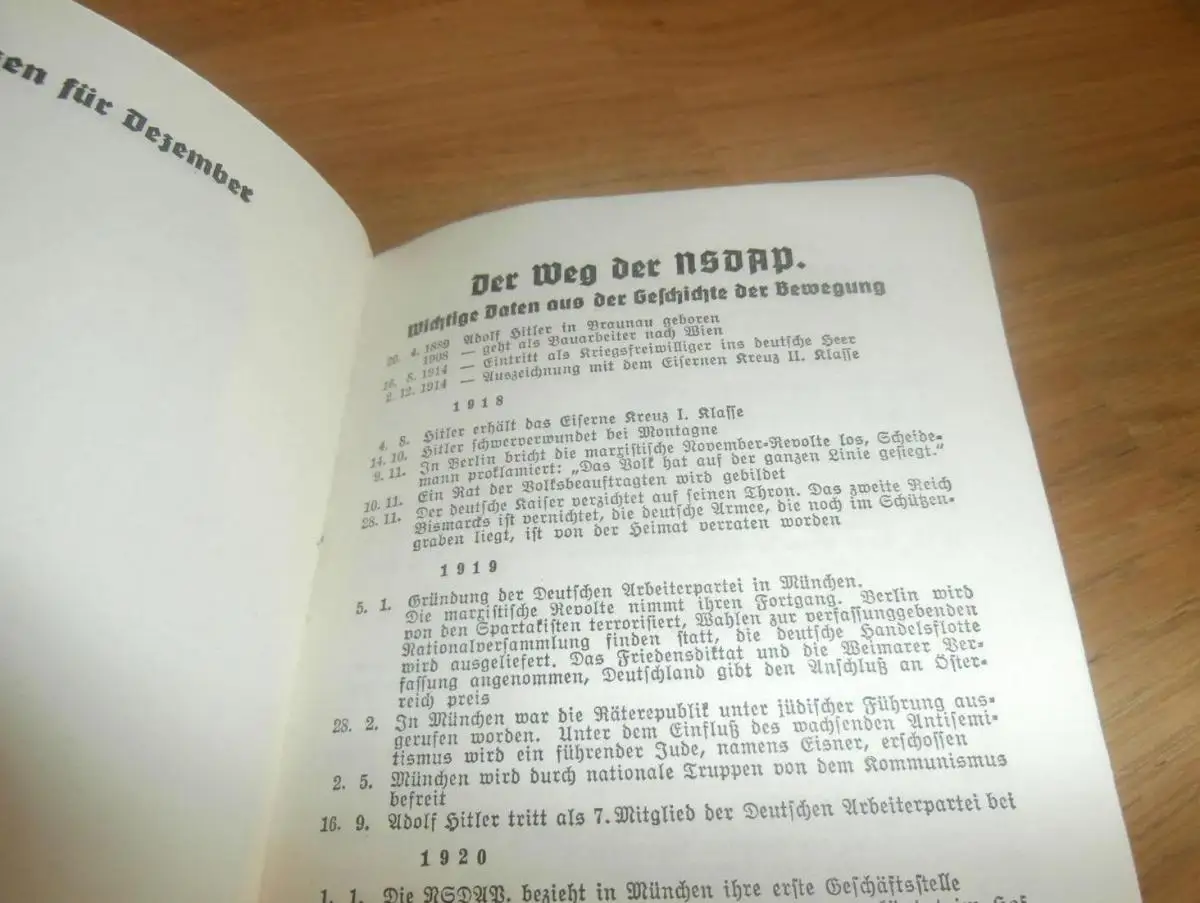 en für Dezember
Der Weg der NSDAP.
Wichtige Daten aus der Geschichte der Bewegung
20. 4. 1889 Adolf Hitler in Braunau geboren
1908 — geht als Bauarbeiter nach Wien
16. 8. 1914 — Eintritt als Kriegsfreiwilliger ins deutsche Heer
2. 12. 1914 — Auszeichnung mit dem Eisernen Kreuz II. Klasse
1918
4. 8. Hitler erhält das Eiserne Kreuz I. Klasse
14. 10. Hitler schwerverwundet bei Montagne
9. 11. In Berlin bricht die marxistische November-Revolte los, Scheide-
mann proklamiert: „Das Volk hat auf der ganzen Linie gesiegt.“
10. 11. Ein Rat der Volksbeauftragten wird gebildet
28. 11. Der deutsche Kaiser verzichtet auf seinen Thron. Das zweite Reich
Bismarcks ist vernichtet, die deutsche Armee, die noch im Schützen-
graben liegt, ist von der Heimat verraten worden
1919
5. 1. Gründung der Deutschen Arbeiterpartei in München.
Die marxistische Revolte nimmt ihren Fortgang. Berlin wird
von den Spartakisten terrorisiert, Wahlen zur verfassunggebenden
Nationalversammlung finden statt, die deutsche Handelsflotte
wird ausgeliefert. Das Friedensdiktat und die Weimarer Ver-
fassung angenommen, Deutschland gibt den Anschluß an Öster-
reich preis
28. 2. In München war die Räterepublik unter jüdischer Führung aus-
gerufen worden. Unter dem Einfluß des wachsenden Antisemi-
tismus wird ein führender Jude, namens Eisner, erschossen
2. 5. München wird durch nationale Truppen von dem Kommunismus
befreit
16. 9. Adolf Hitler tritt als 7. Mitglied der Deutschen Arbeiterpartei bei
1920
1. 1. Die NSDAP. bezieht in München ihre erste Geschäftsstelle